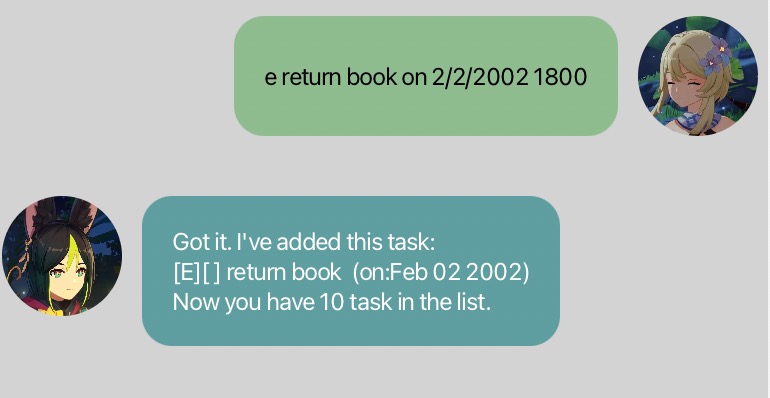 e return book on 2/2/2002 1800
Got it. I've added this task:
[E][ ] return book  (on:Feb 02 2002)
Now you have 10 task in the list.